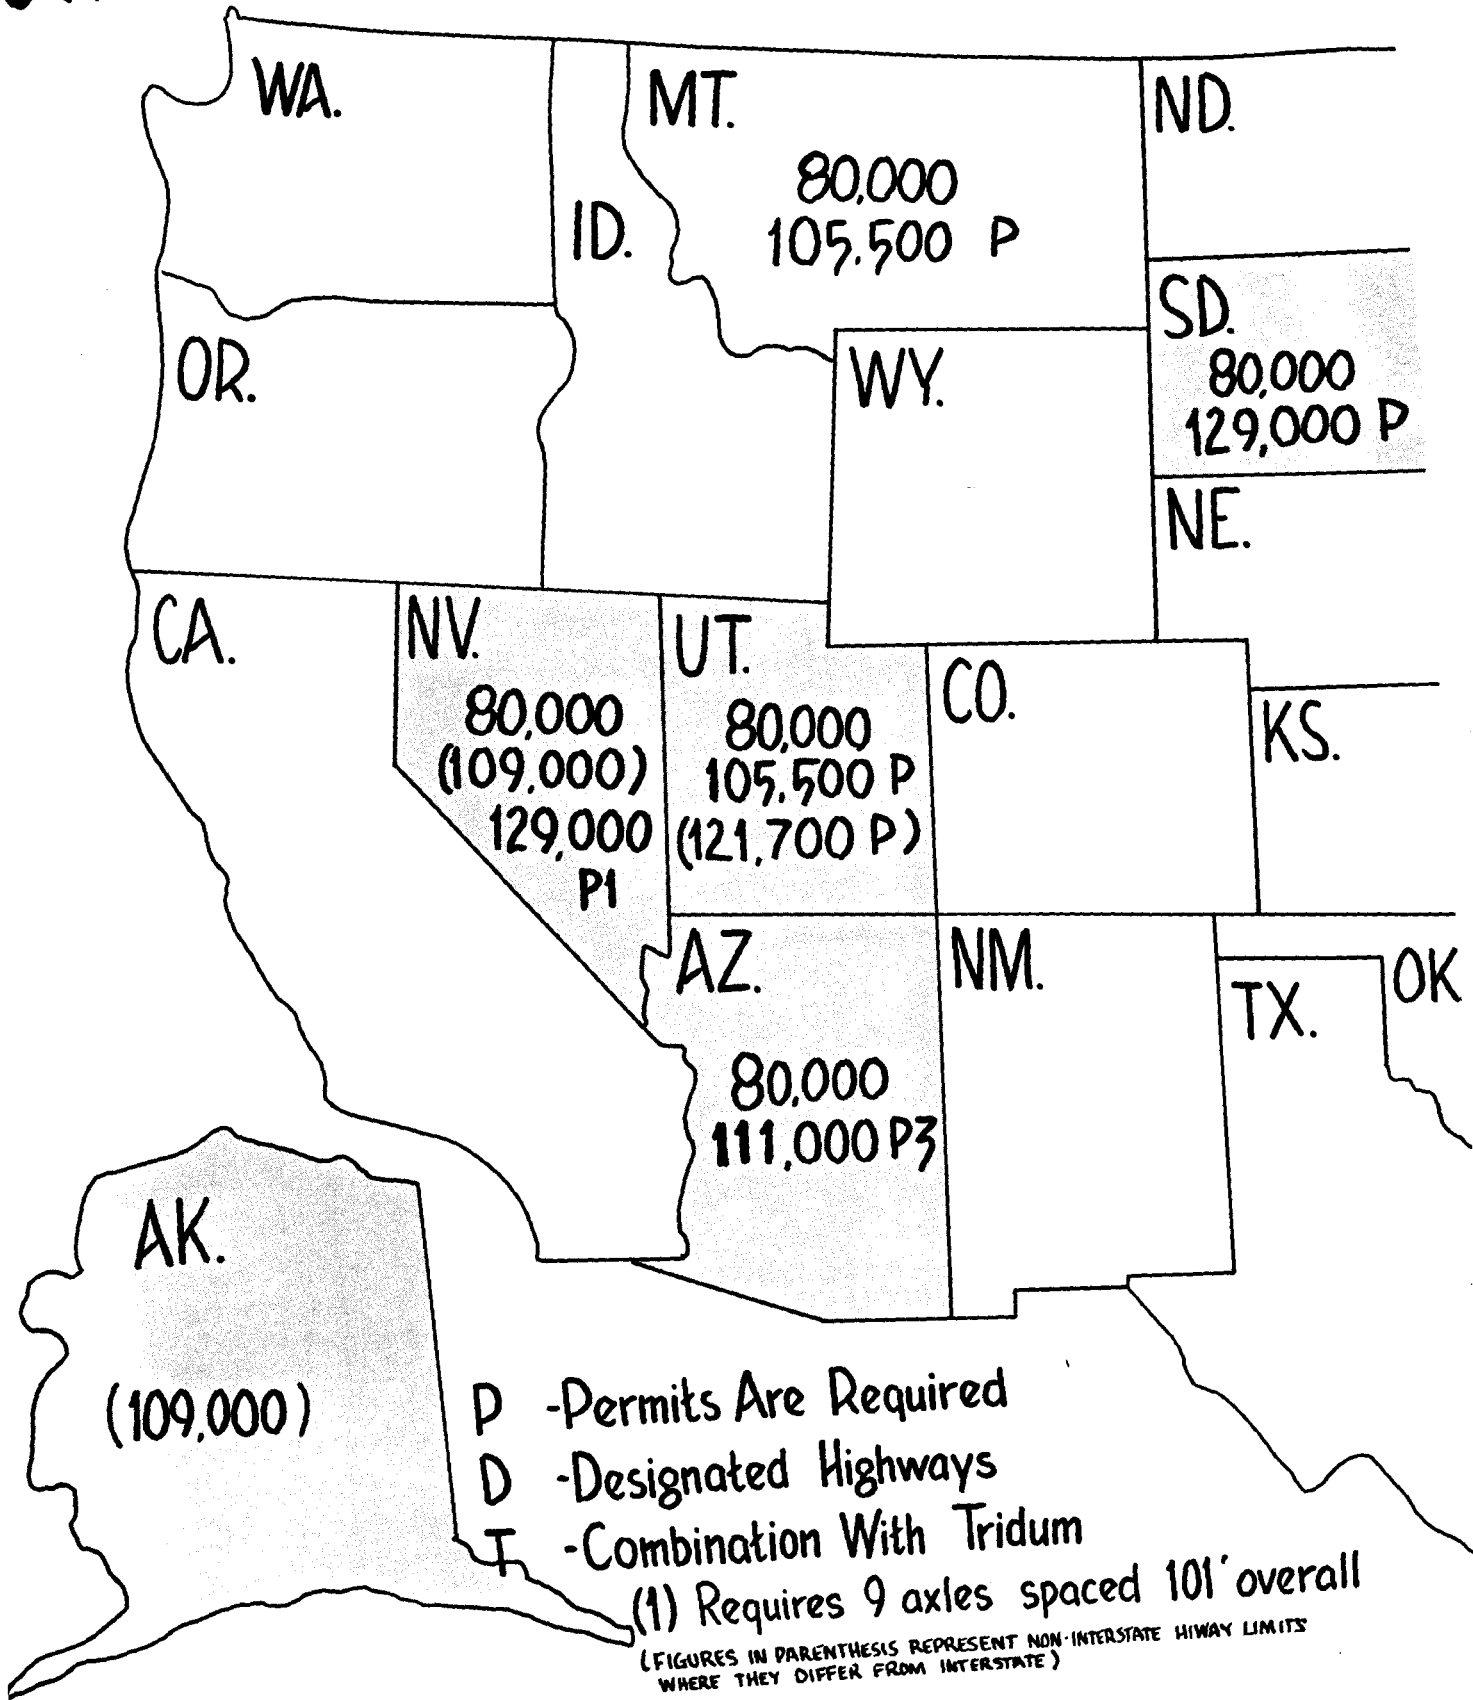 WA.
MT.
80,000
105,500 P
ND.
ID.
SD.
80,000
129,000 P
OR.
WY.
NE.
CA.
NV.
80,000
(109,000)
129,000
P1
UT.
80,000
105,500 P
(121,700 P)
CO.
KS.
AZ.
80,000
111,000 P3
NM.
TX.
OK
AK.
(109,000)
P -Permits Are Required
D -Designated Highways
T -Combination With Tridum
(1) Requires 9 axles spaced 101' overall
(FIGURES IN PARENTHESIS REPRESENT NON-INTERSTATE HIWAY LIMITS
WHERE THEY DIFFER FROM INTERSTATE)